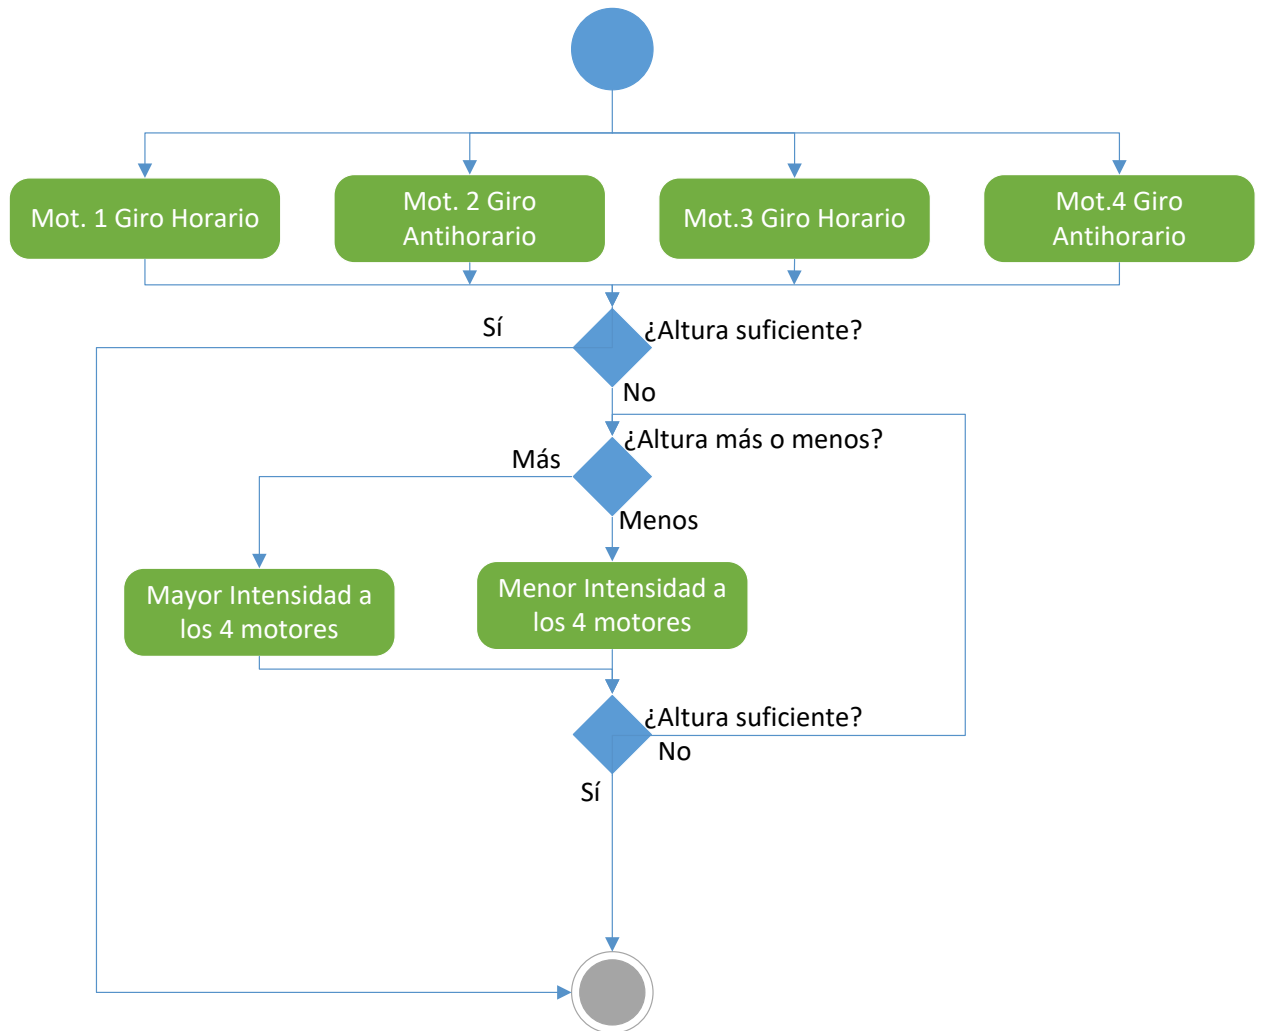 Mot. 1 Giro Horario
Mot. 2 Giro
Antihorario
Mot.3 Giro Horario
Mot.4 Giro
Antihorario
Sí
¿Altura suficiente?
No
¿Altura más o menos?
Más
Menos
Mayor Intensidad a
los 4 motores
Menor Intensidad a
los 4 motores
¿Altura suficiente?
No
Sí